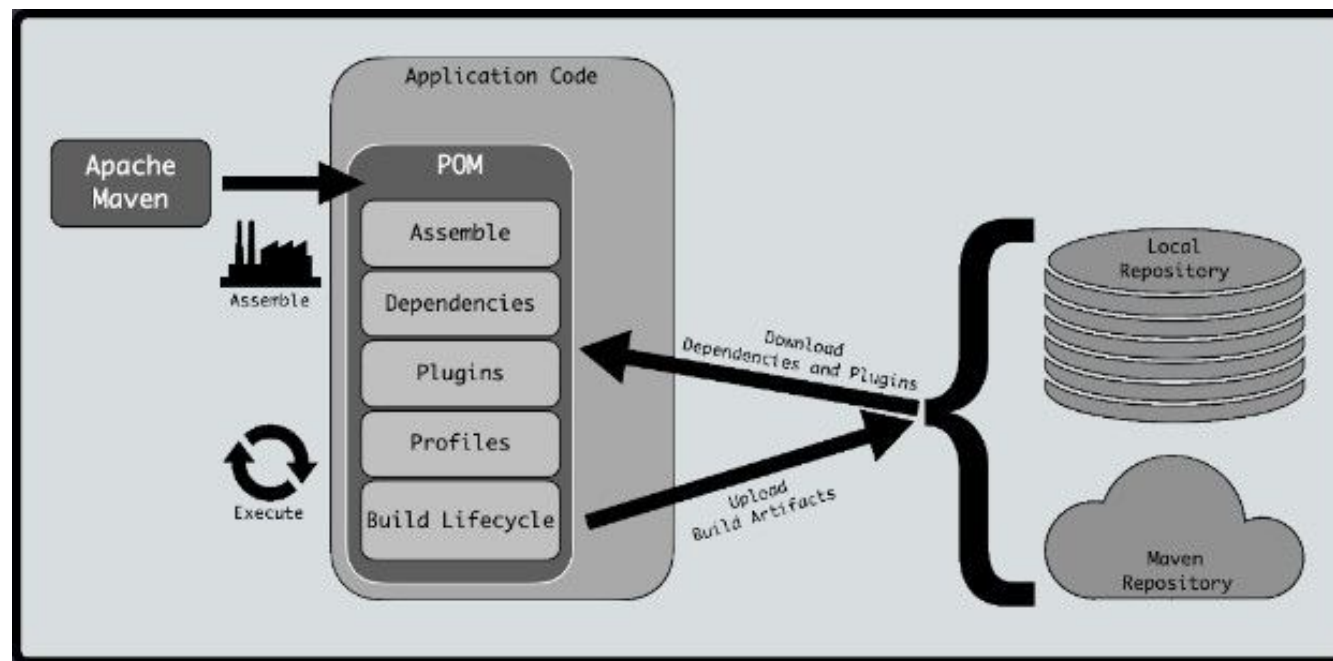 Application Code
Apache
Maven
POM
Assemble
Assemble
Dependencies
Plugins
Profiles
Build Lifecycle
Execute
Download
Dependencies and Plugins
Upload
Build Artifacts
Local
Repository
Maven
Repository